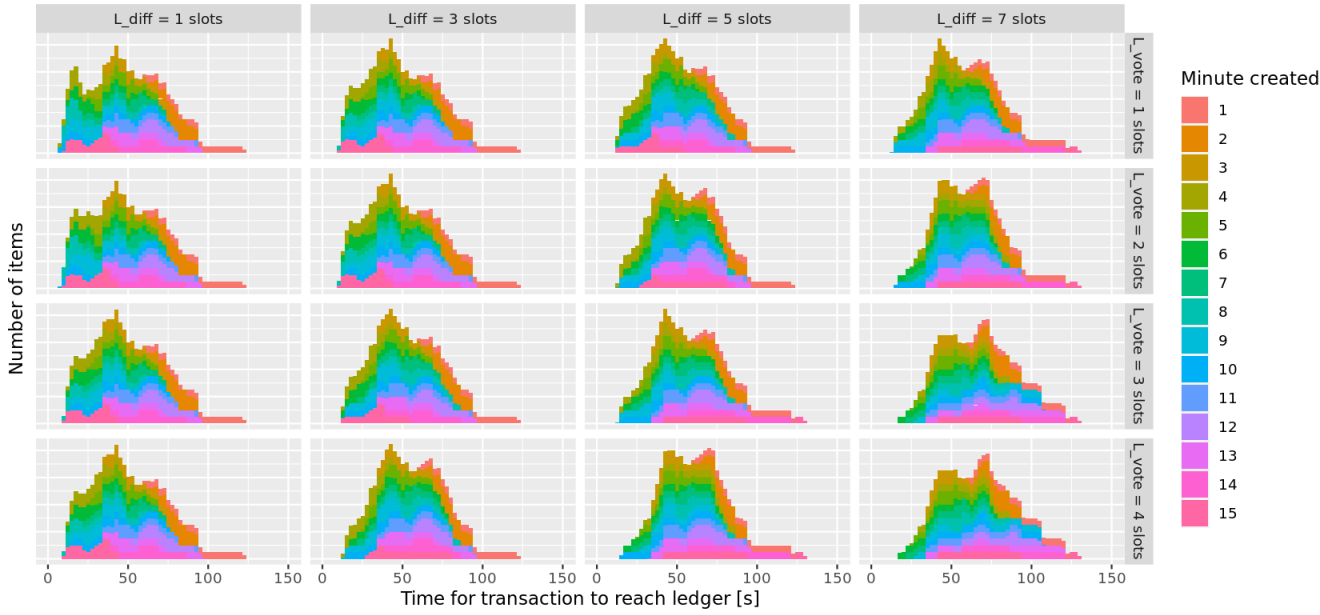 L_diff = 1 slots
L_diff = 3 slots
L_diff = 5 slots
L_diff = 7 slots
L_vote = 1 slots
L_vote = 2 slots
L_vote = 3 slots
L_vote = 4 slots
Number of items
0 50 100 150
0 50 100 150
0 50 100 150
0 50 100 150
Time for transaction to reach ledger [s]
Minute created
1
2
3
4
5
6
7
8
9
10
11
12
13
14
15